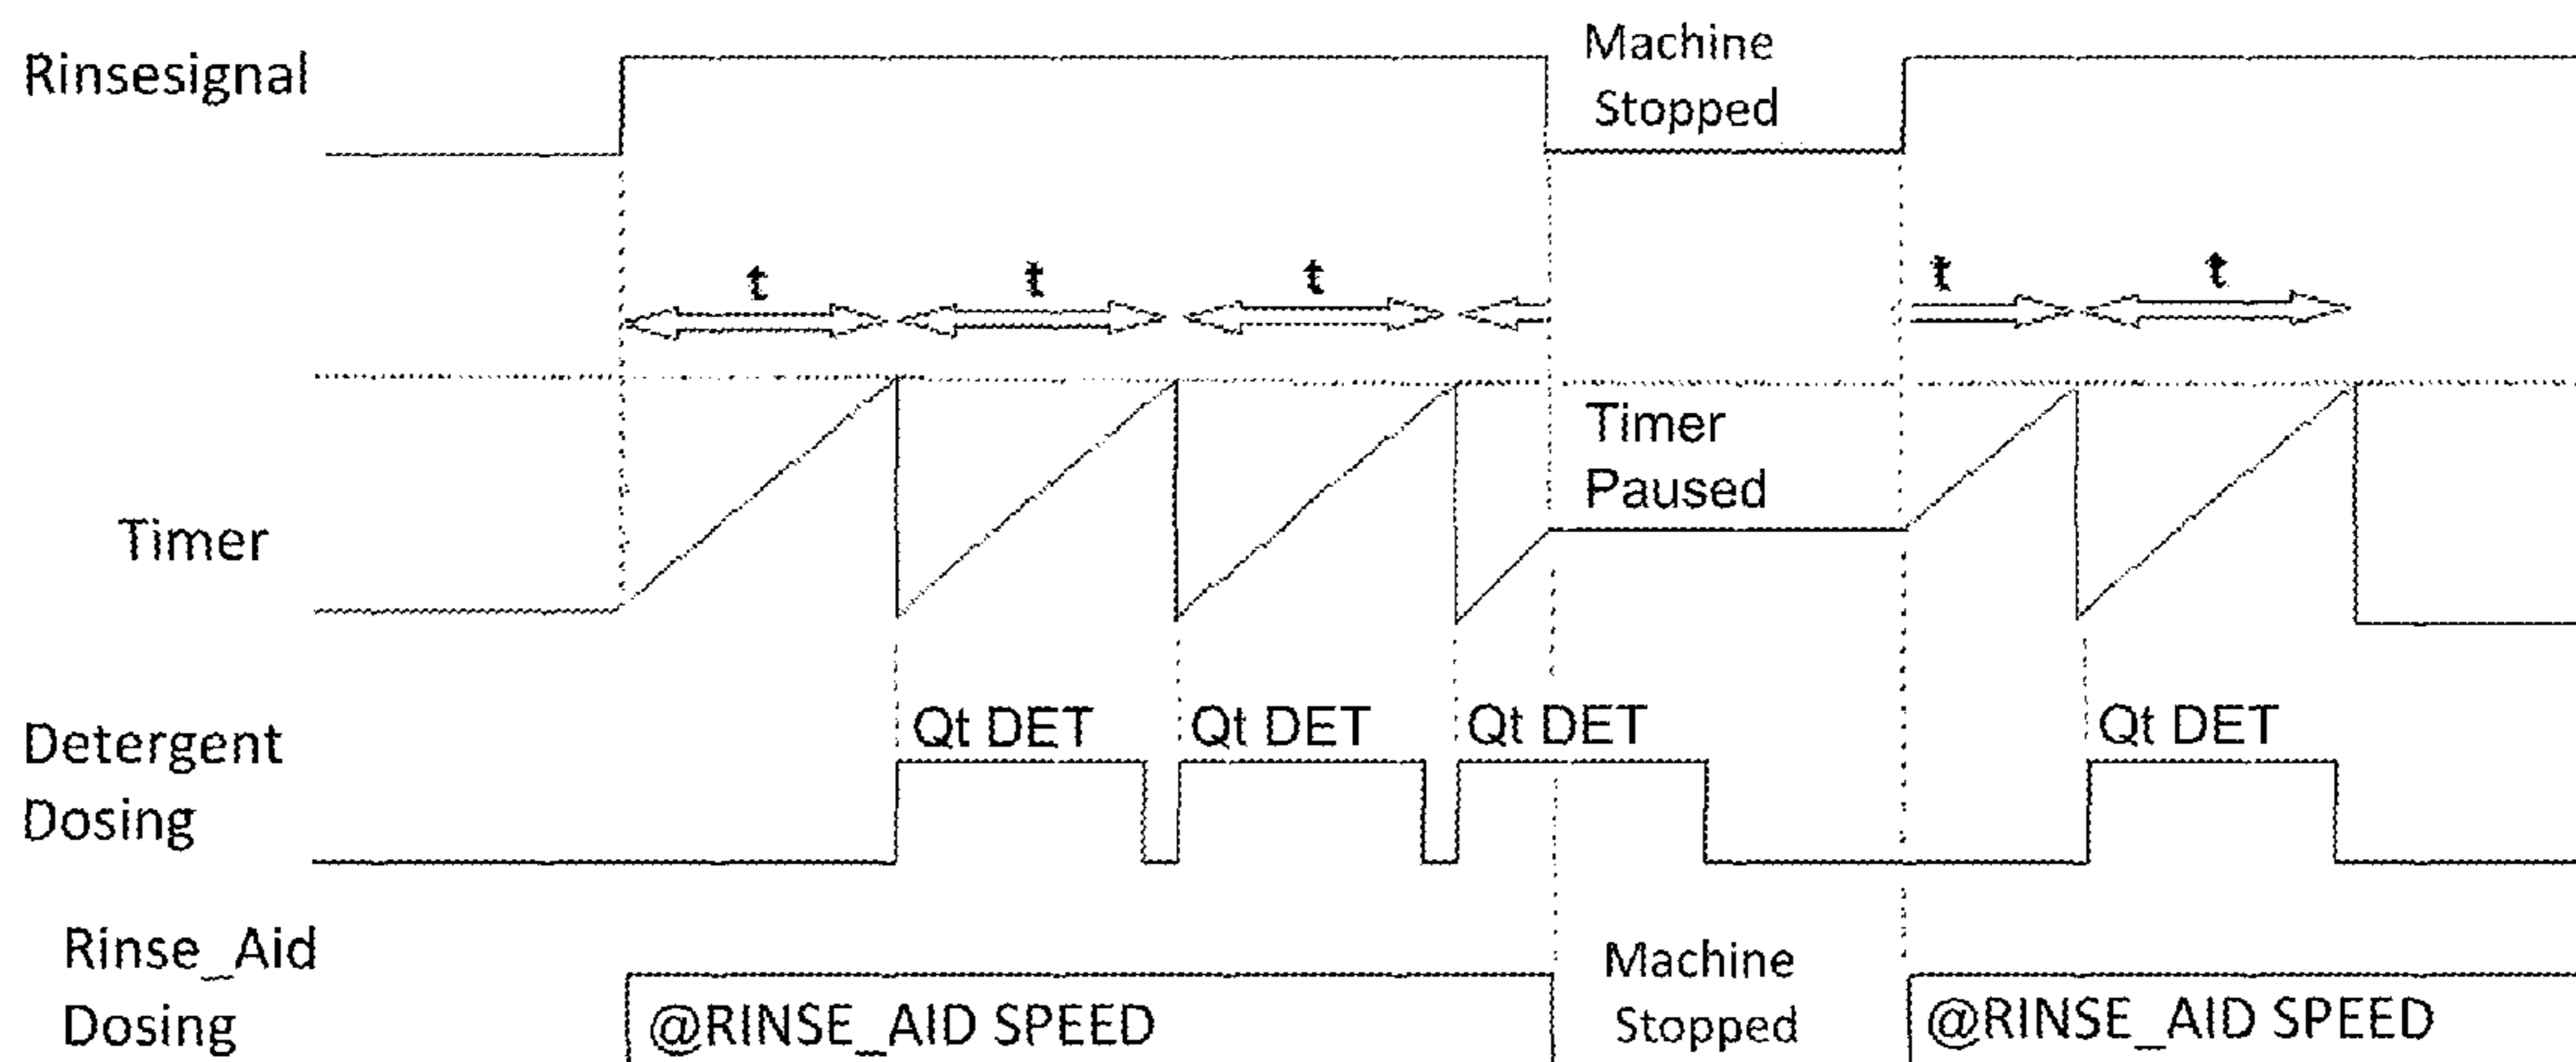 Rinsesignal
Machine
Stopped
t
t
t
t
t
Timer
Paused
Timer
Qt DET
Qt DET
Qt DET
Qt DET
Detergent
Dosing
Rinse_Aid
Dosing
@RINSE_AID SPEED
Machine
Stopped
@RINSE_AID SPEED